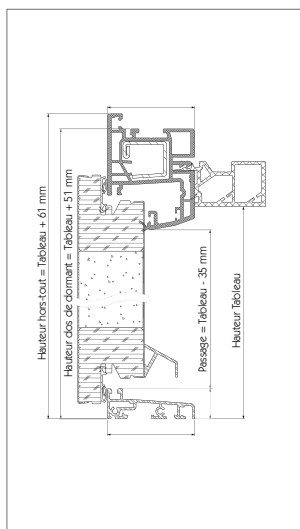 Hauteur hors-tout = Tableau + 61 mm
Hauteur dos de dormant = Tableau + 51 mm
Passage = Tableau - 35 mm
Hauteur Tableau